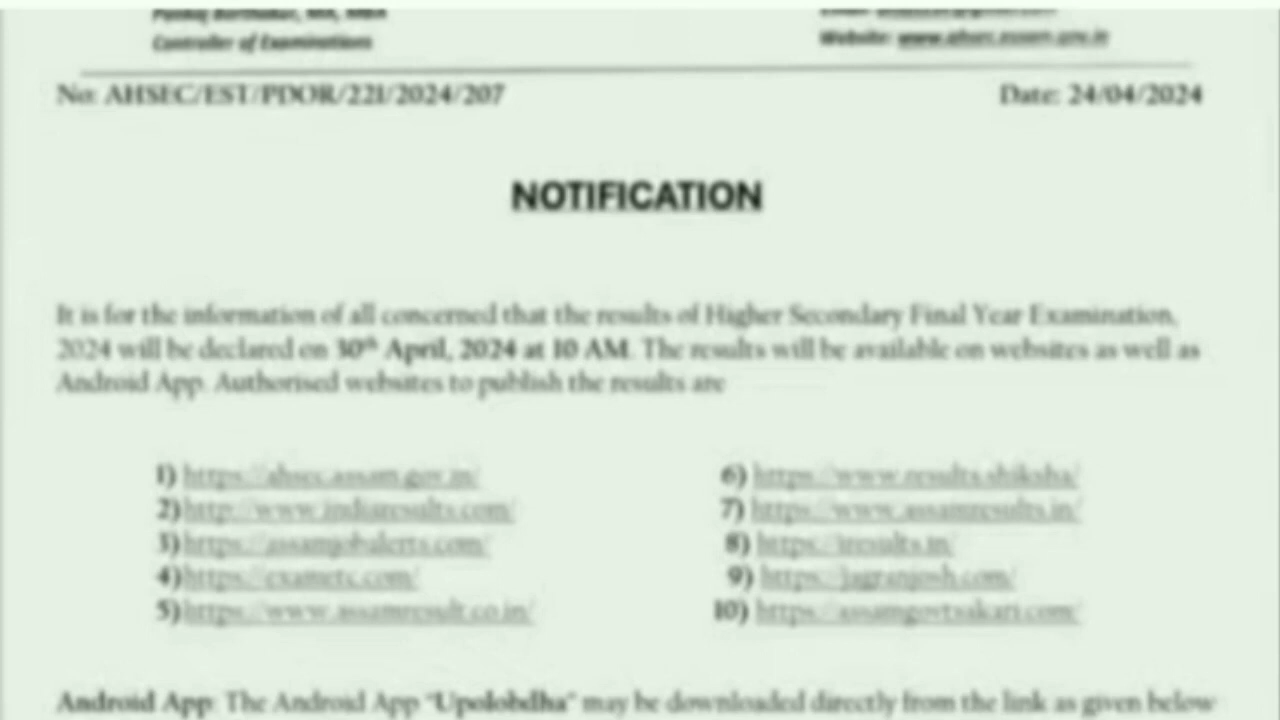 Controller of Examinations
Website: www.ahsec.assam.gov.in
No: AHSEC/EST/PDOR/221/2024/207 Date: 24/04/2024
NOTIFICATION
It is for the information of all concerned that the results of Higher Secondary Final Year Examination,
2024 will be declared on 30th April, 2024 at 10 AM. The results will be available on websites as well as
Android App. Authorised websites to publish the results are
1) https://ahsec.assam.gov.in/
2) http://www.indiaresults.com/
3) https://assamjobalerts.com/
4) https://exametc.com/
5) https://www.assamresult.co.in/
6) https://www.results.shiksha/
7) https://www.assamresults.in/
8) https://iresults.in/
9) https://jagranjosh.com/
10) https://assamgovtsakari.com/
Android App: The Android App "Upolobdha" may be downloaded directly from the link as given below